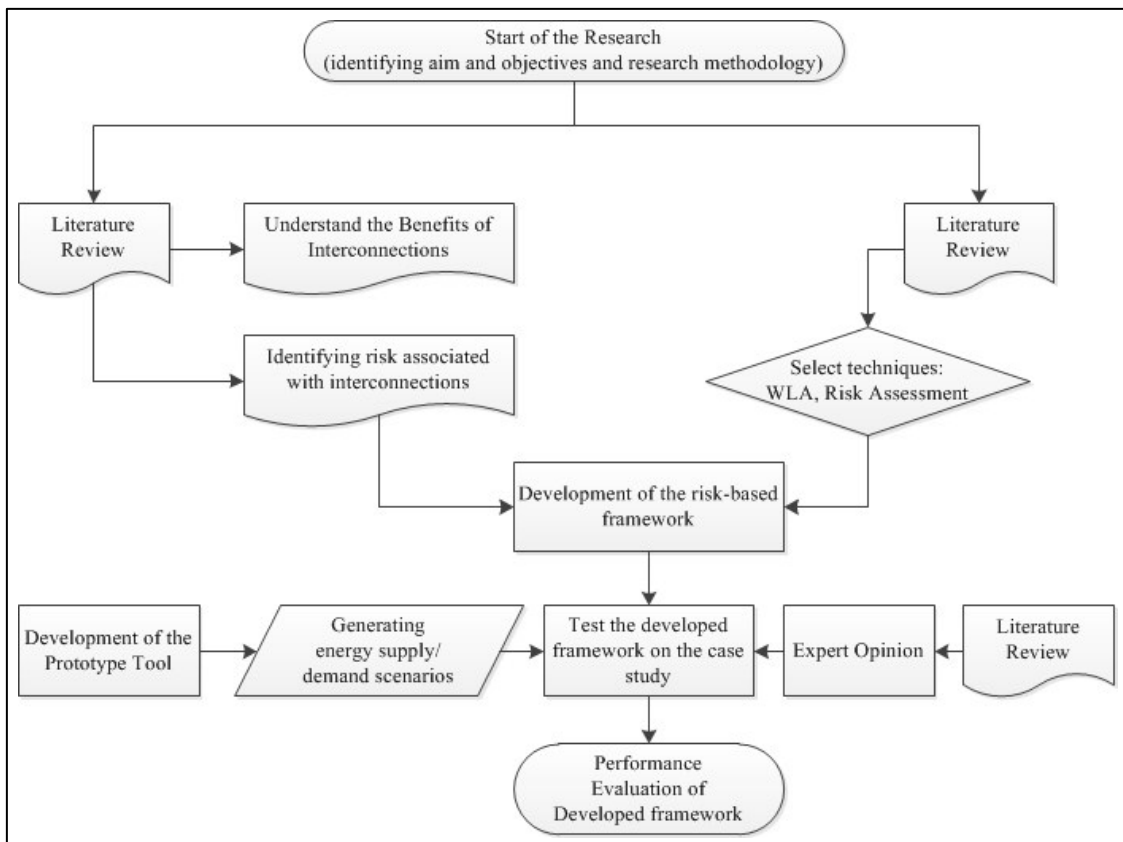 Start of the Research
(identifying aim and objectives and research methodology)
Literature
Review
Understand the Benefits of
Interconnections
Literature
Review
Identifying risk associated
with interconnections
Select techniques:
WLA, Risk Assessment
Development of the risk-based
framework
Development of the
Prototype Tool
Generating
energy supply/
demand scenarios
Test the developed
framework on the case
study
Expert Opinion
Literature
Review
Performance
Evaluation of
Developed framework